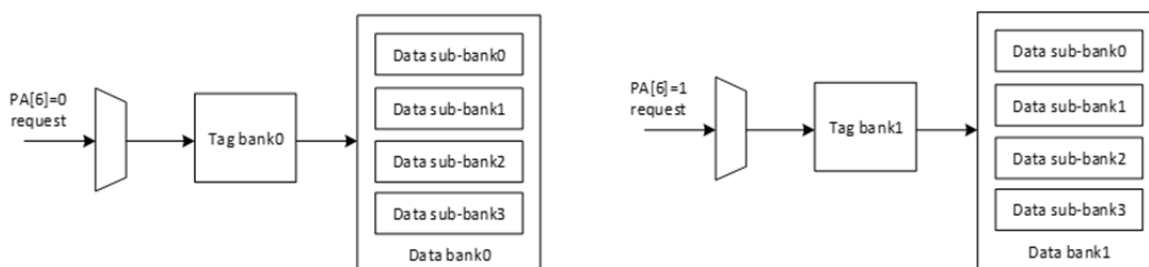 PA[6]=0
request
Tag bank0
Data sub-bank0
Data sub-bank1
Data sub-bank2
Data sub-bank3
Data bank0
PA[6]=1
request
Tag bank1
Data sub-bank0
Data sub-bank1
Data sub-bank2
Data sub-bank3
Data bank1